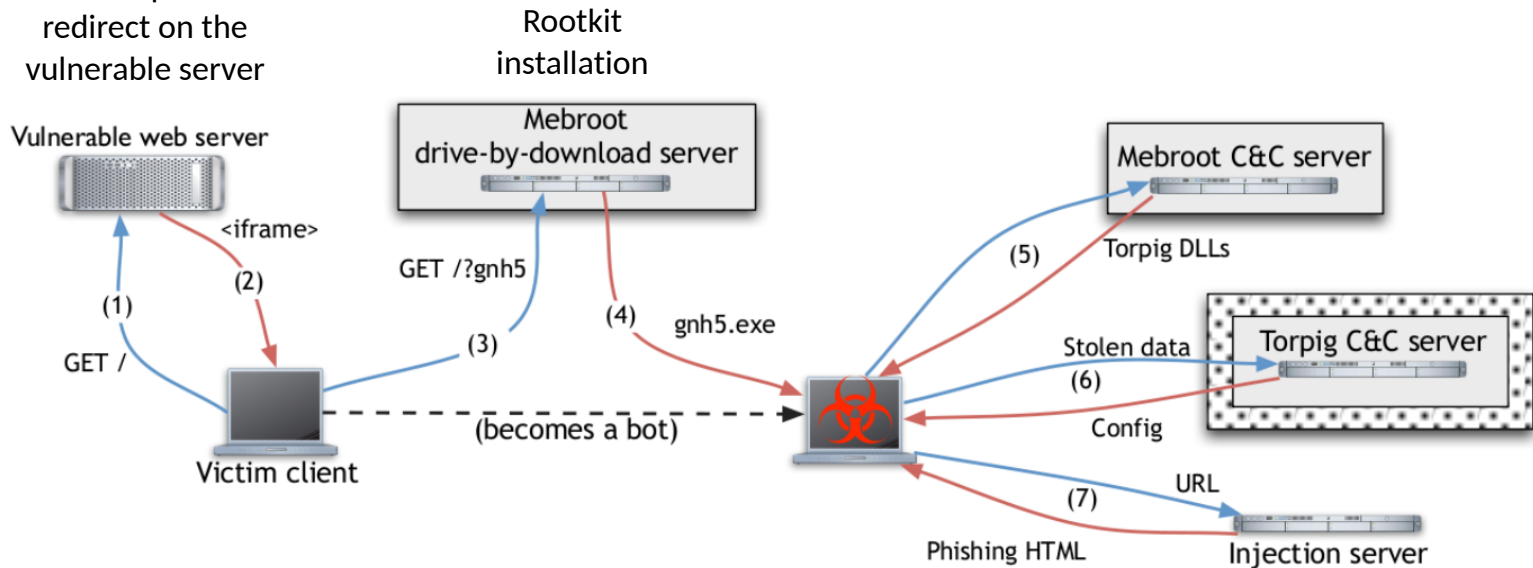 redirect on the
vulnerable server
Rootkit
installation
Vulnerable web server
Mebroot
drive-by-download server
Mebroot C&C server
<iframe>
(2)
(1)
GET /
GET /?gnh5
(3)
(4)
gnh5.exe
(5)
Torpig DLLs
Torpig C&C server
Stolen data
(6)
Config
(becomes a bot)
Victim client
URL
(7)
Phishing HTML
Injection server